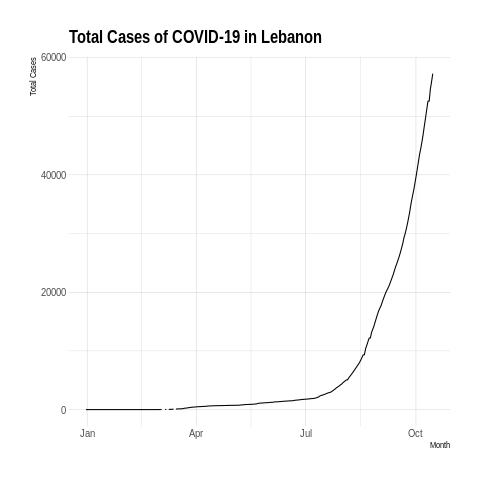 Total Cases of COVID-19 in Lebanon
Total Cases
60000
40000
20000
0
Jan Apr Jul Oct
Month